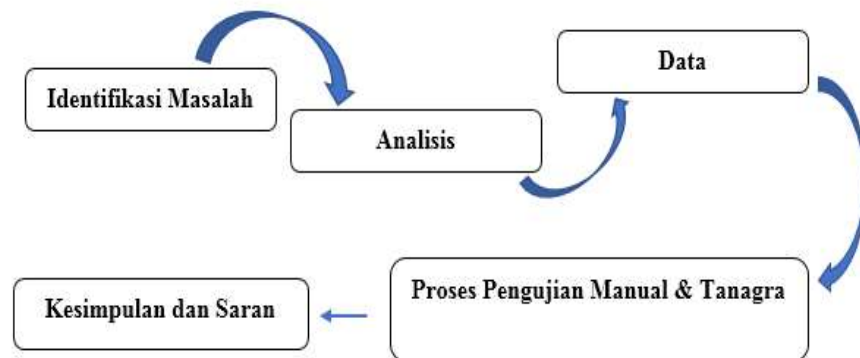 Identifikasi Masalah
Analisis
Data
Proses Pengujian Manual & Tanagra
Kesimpulan dan Saran